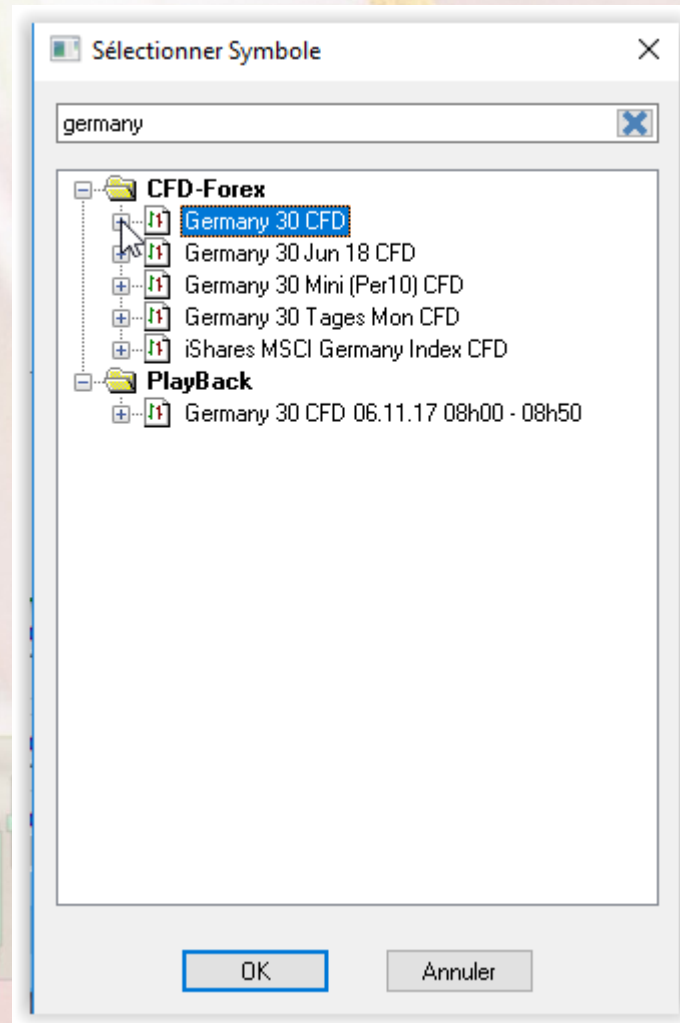 Sélectionner Symbole
germany
CFD-Forex
Germany 30 CFD
Germany 30 Jun 18 CFD
Germany 30 Mini (Per10) CFD
Germany 30 Tages Mon CFD
iShares MSCI Germany Index CFD
PlayBack
Germany 30 CFD 06.11.17 08h00 - 08h50
OK Annuler